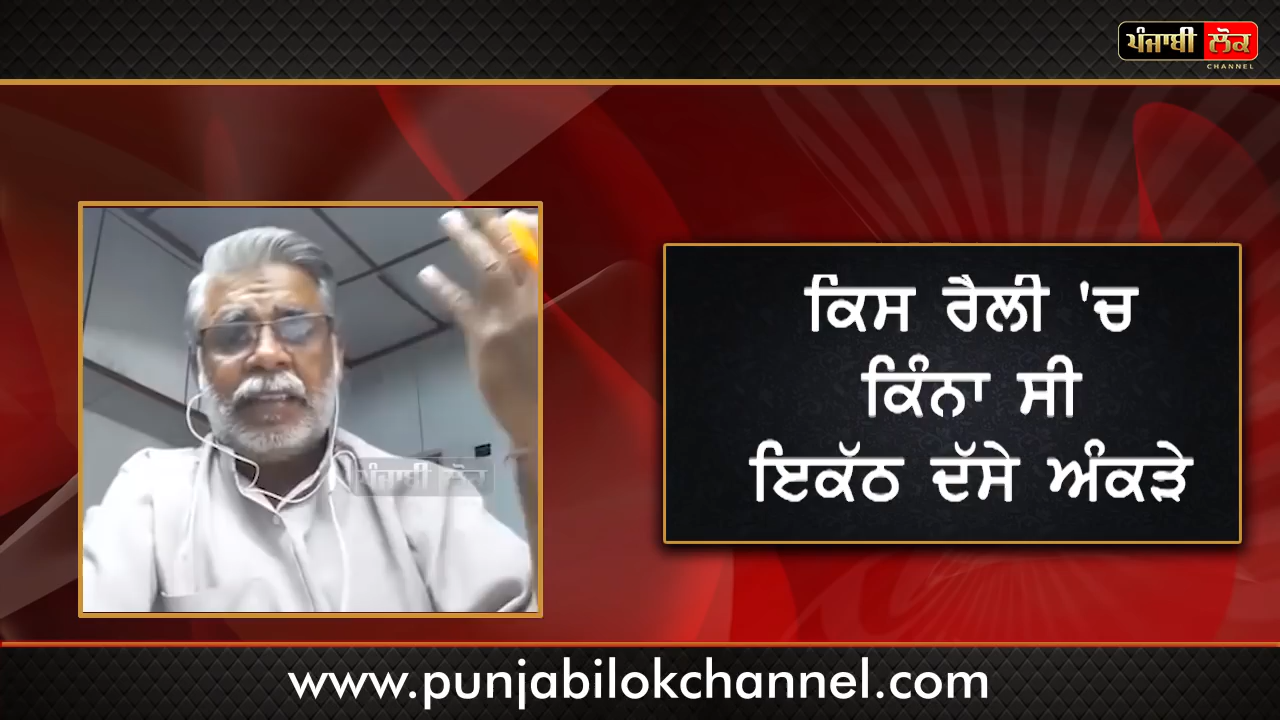 ਪੰਜਾਬੀ ਲੋਕ
CHANNEL
ਕਿਸ ਰੈਲੀ 'ਚ
ਕਿੰਨਾ ਸੀ
ਇਕੱਠ ਦੱਸੇ ਅੰਕੜੇ
ਪੰਜਾਬੀ ਲੋਕ
www.punjabilokchannel.com